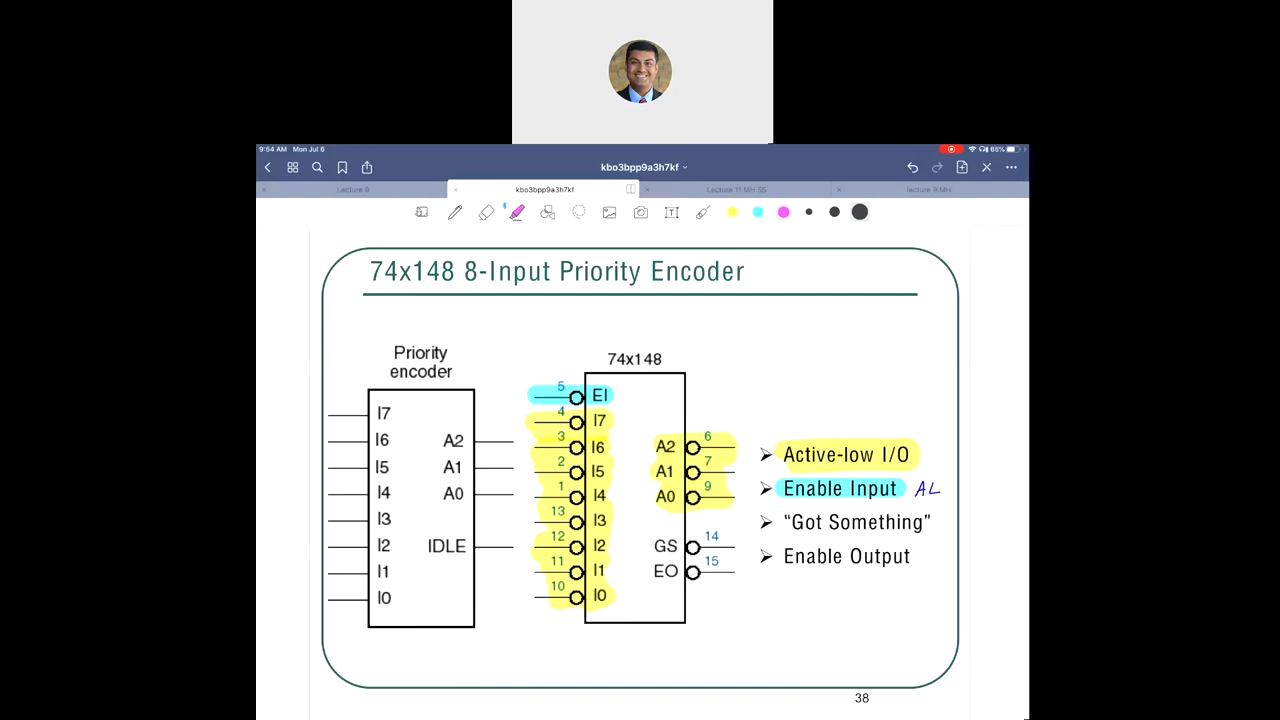 9:54 AM Mon Jul 6
65%
kbo3bpp9a3h7kf
Lecture 9
kbo3bpp9a3h7kf
Lecture 11 MH SS
lecture 9 MH
T
74x148 8-Input Priority Encoder
Priority
encoder
I7
I6
I5
I4
I3
I2
I1
I0
A2
A1
A0
IDLE
74x148
5 EI
4 I7
3 I6
2 I5
1 I4
13 I3
12 I2
11 I1
10 I0
A2 6
A1 7
A0 9
GS 14
EO 15
➢ Active-low I/O
➢ Enable Input AL
➢ “Got Something”
➢ Enable Output
38